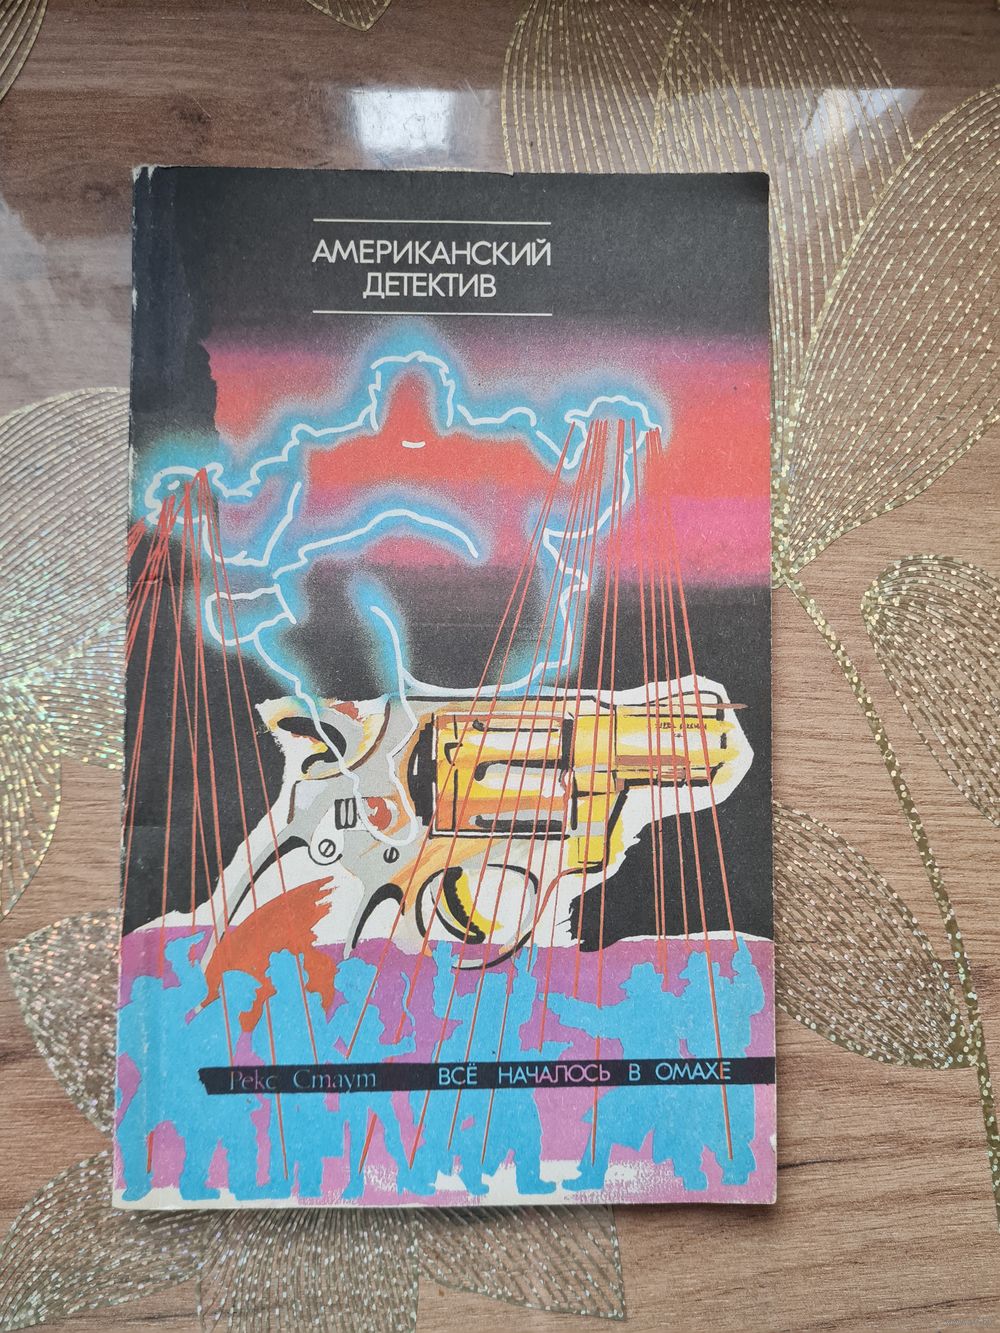 АМЕРИКАНСКИЙ
ДЕТЕКТИВ
Рекс Стаут ВСЁ НАЧАЛОСЬ В ОМАХЕ